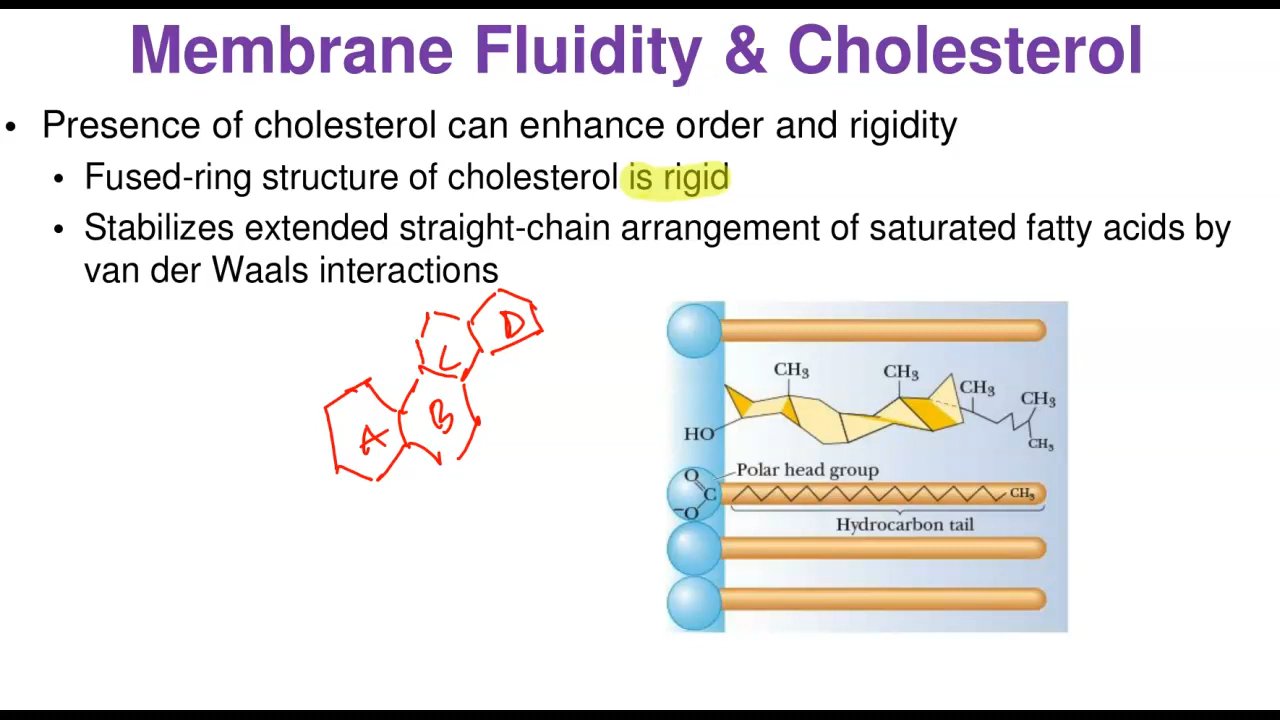 Membrane Fluidity & Cholesterol
• Presence of cholesterol can enhance order and rigidity
• Fused-ring structure of cholesterol is rigid
• Stabilizes extended straight-chain arrangement of saturated fatty acids by
van der Waals interactions
D
C
B
A
CH₃
CH₃
CH₃
CH₃
HO
CH₃
Polar head group
O
C
CH₃
⁻O
Hydrocarbon tail